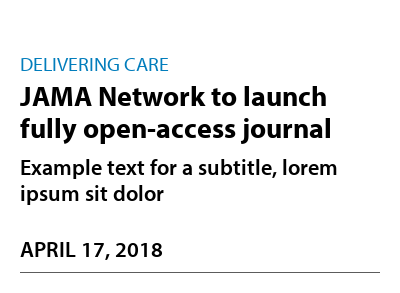 DELIVERING CARE
JAMA Network to launch
fully open-access journal
Example text for a subtitle, lorem
ipsum sit dolor
APRIL 17, 2018